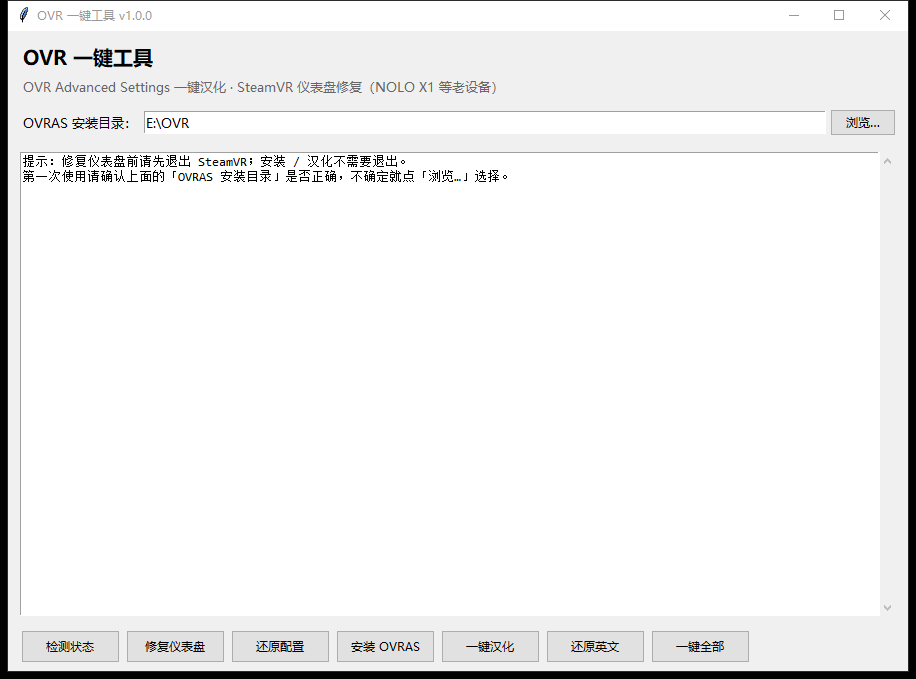 OVR 一键工具 v1.0.0
OVR 一键工具
OVR Advanced Settings 一键汉化 · SteamVR 仪表盘修复（NOLO X1 等老设备）
OVRAS 安装目录： E:\OVR 浏览...
提示：修复仪表盘前请先退出 SteamVR；安装 / 汉化不需要退出。
第一次使用请确认上面的「OVRAS 安装目录」是否正确，不确定就点「浏览…」选择。
检测状态 修复仪表盘 还原配置 安装 OVRAS 一键汉化 还原英文 一键全部